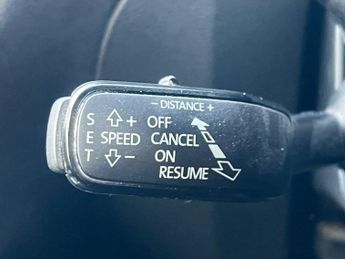 − DISTANCE +
S + OFF
E SPEED CANCEL
T − ON
RESUME